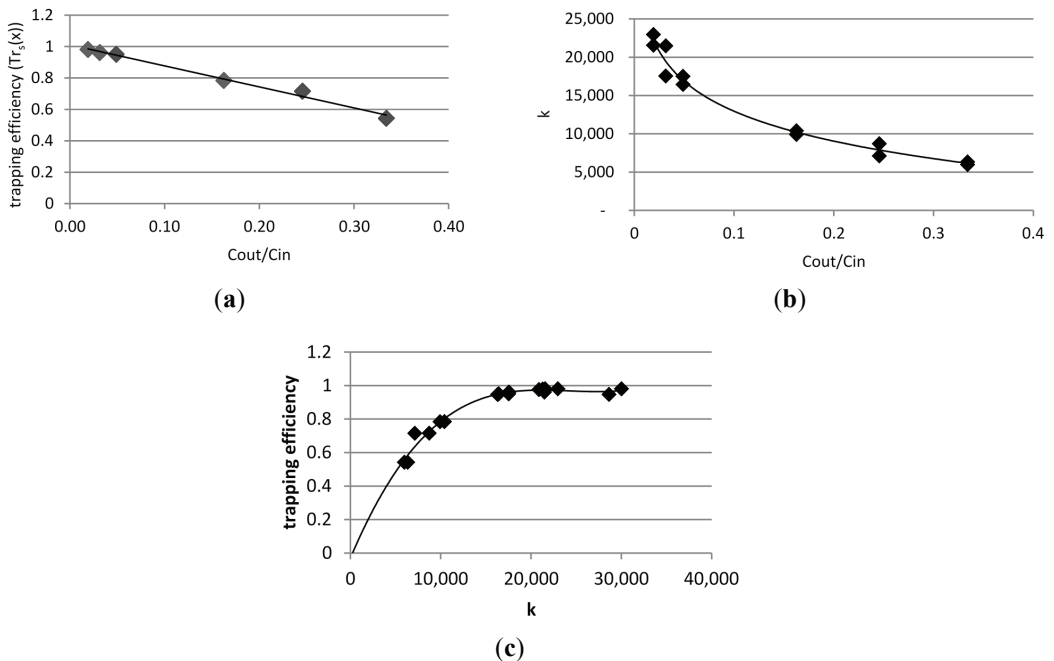 trapping efficiency (Trs(x))
1.2
1
0.8
0.6
0.4
0.2
0
0.00 0.10 0.20 0.30 0.40
Cout/Cin
(a)
k
25,000
20,000
15,000
10,000
5,000
-
0 0.1 0.2 0.3 0.4
Cout/Cin
(b)
trapping efficiency
1.2
1
0.8
0.6
0.4
0.2
0
0 10,000 20,000 30,000 40,000
k
(c)